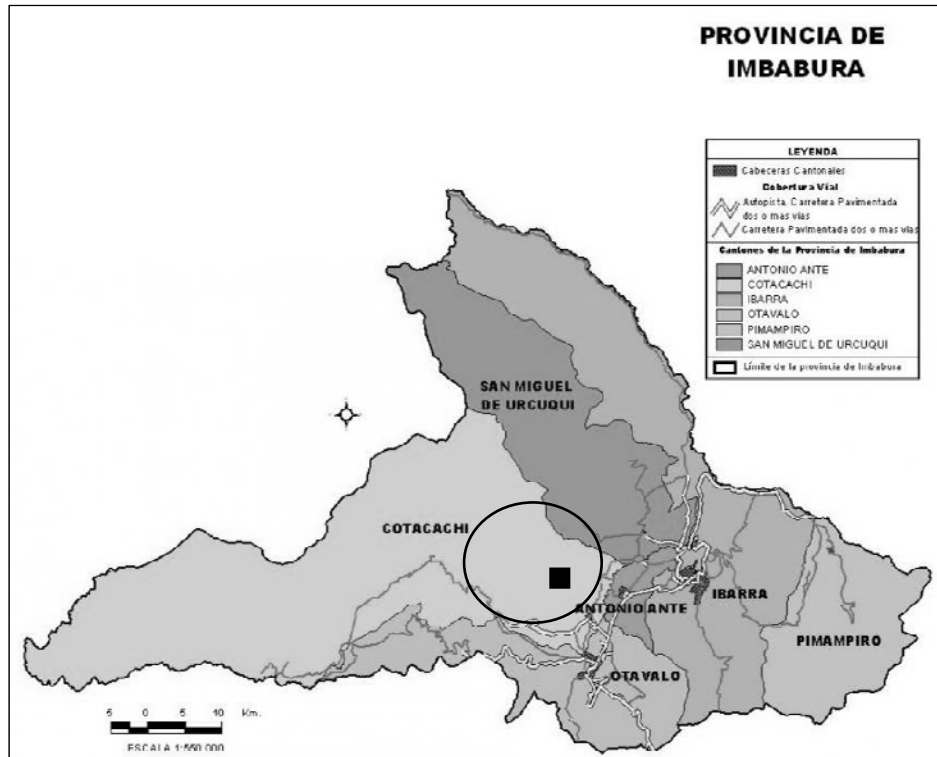 PROVINCIA DE
IMBABURA
LEYENDA
Cabeceras Cantonales
Cobertura Vial
Autopista, Carretera Pavimentada
dos o mas vias
Carretera Pavimentada dos o mas vias
Cantones de la Provincia de Imbabura
ANTONIO ANTE
COTACACHI
IBARRA
OTAVALO
PIMAMPIRO
SAN MIGUEL DE URCUQUI
Límite de la provincia de Imbabura
SAN MIGUEL
DE URCUQUI
COTACACHI
ANTONIO ANTE
IBARRA
PIMAMPIRO
OTAVALO
5 0 5 10 Km.
ESCALA 1:550.000